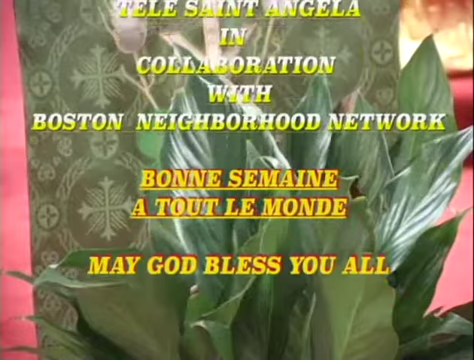 TELE SAINT ANGELA
IN
COLLABORATION
WITH
BOSTON NEIGHBORHOOD NETWORK
BONNE SEMAINE
A TOUT LE MONDE
MAY GOD BLESS YOU ALL